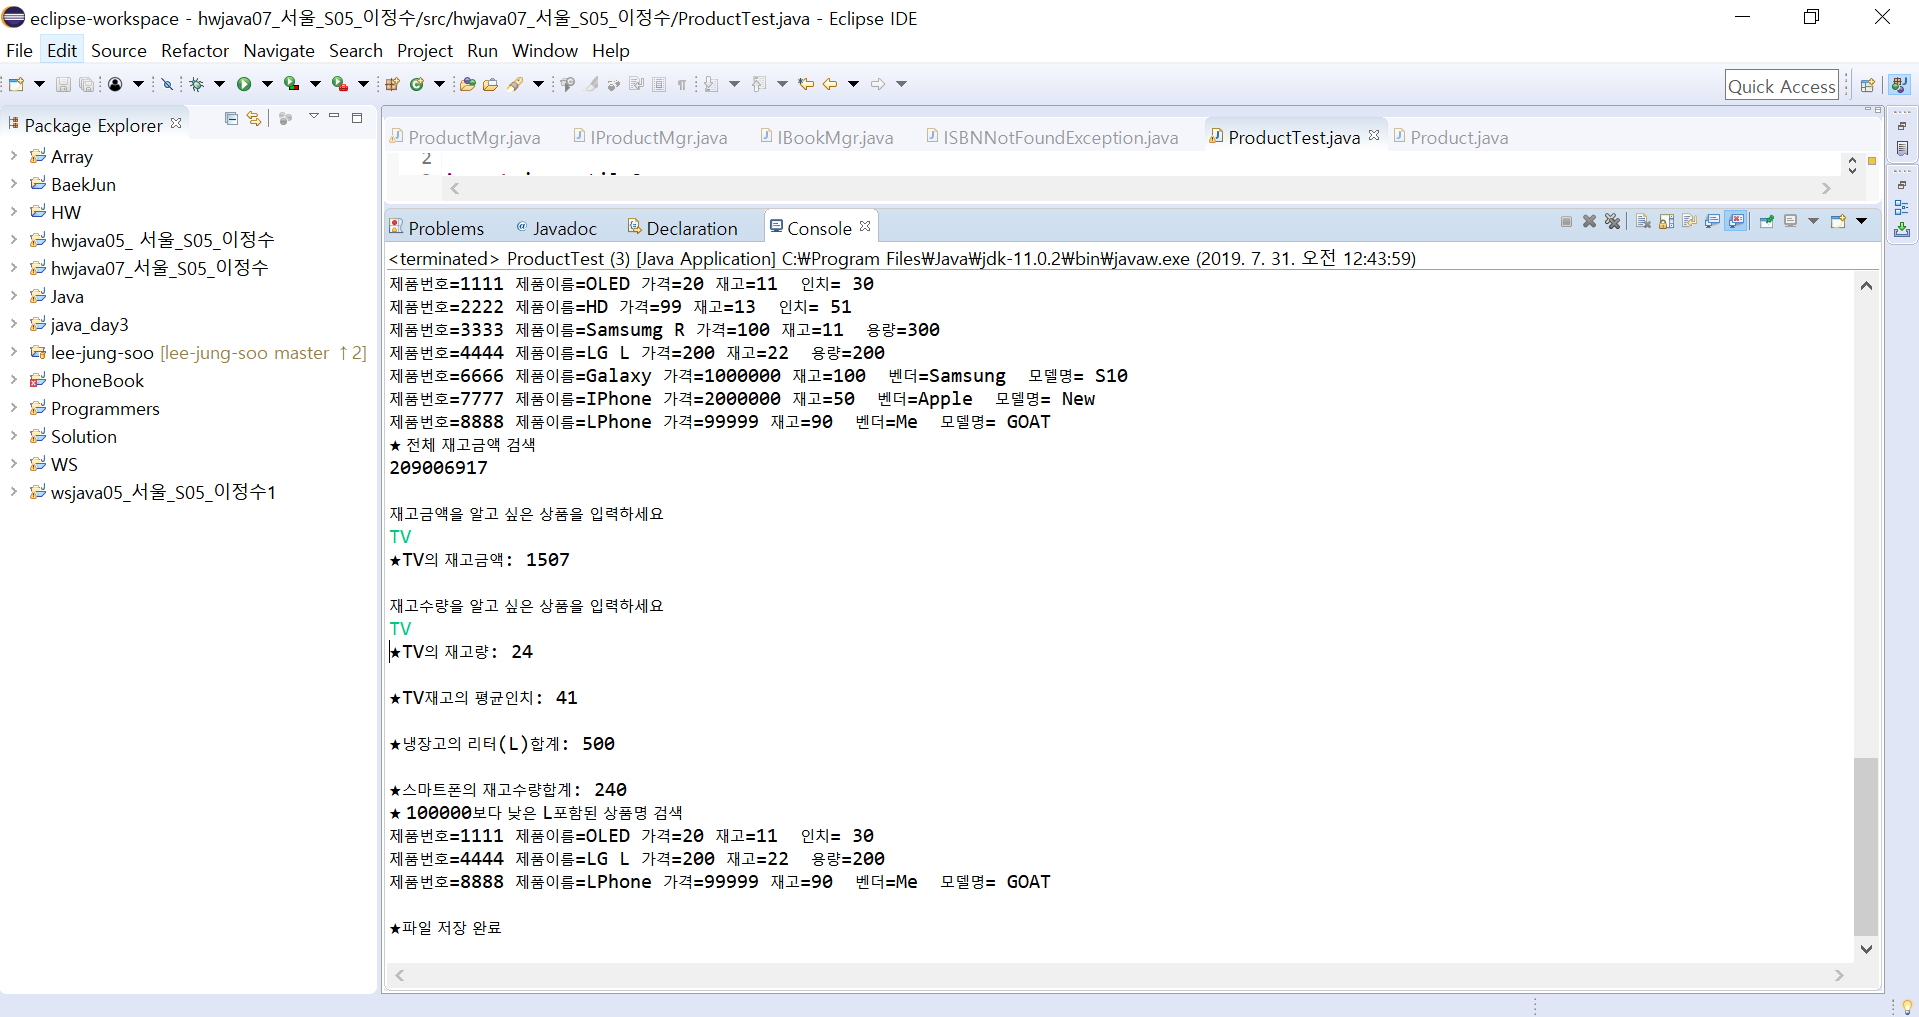 eclipse-workspace - hwjava07_서울_S05_이정수/src/hwjava07_서울_S05_이정수/ProductTest.java - Eclipse IDE
File Edit Source Refactor Navigate Search Project Run Window Help
Quick Access
Package Explorer
Array
BaekJun
HW
hwjava05_ 서울_S05_이정수
hwjava07_서울_S05_이정수
Java
java_day3
lee-jung-soo [lee-jung-soo master ↑2]
PhoneBook
Programmers
Solution
WS
wsjava05_서울_S05_이정수1
ProductMgr.java IProductMgr.java IBookMgr.java ISBNNotFoundException.java ProductTest.java Product.java
2
Problems @ Javadoc Declaration Console
<terminated> ProductTest (3) [Java Application] C:₩Program Files₩Java₩jdk-11.0.2₩bin₩javaw.exe (2019. 7. 31. 오전 12:43:59)
제품번호=1111 제품이름=OLED 가격=20 재고=11 인치= 30
제품번호=2222 제품이름=HD 가격=99 재고=13 인치= 51
제품번호=3333 제품이름=Samsumg R 가격=100 재고=11 용량=300
제품번호=4444 제품이름=LG L 가격=200 재고=22 용량=200
제품번호=6666 제품이름=Galaxy 가격=1000000 재고=100 벤더=Samsung 모델명= S10
제품번호=7777 제품이름=IPhone 가격=2000000 재고=50 벤더=Apple 모델명= New
제품번호=8888 제품이름=LPhone 가격=99999 재고=90 벤더=Me 모델명= GOAT
★ 전체 재고금액 검색
209006917
재고금액을 알고 싶은 상품을 입력하세요
TV
★TV의 재고금액: 1507
재고수량을 알고 싶은 상품을 입력하세요
TV
★TV의 재고량: 24
★TV재고의 평균인치: 41
★냉장고의 리터(L)합계: 500
★스마트폰의 재고수량합계: 240
★ 100000보다 낮은 L포함된 상품명 검색
제품번호=1111 제품이름=OLED 가격=20 재고=11 인치= 30
제품번호=4444 제품이름=LG L 가격=200 재고=22 용량=200
제품번호=8888 제품이름=LPhone 가격=99999 재고=90 벤더=Me 모델명= GOAT
★파일 저장 완료